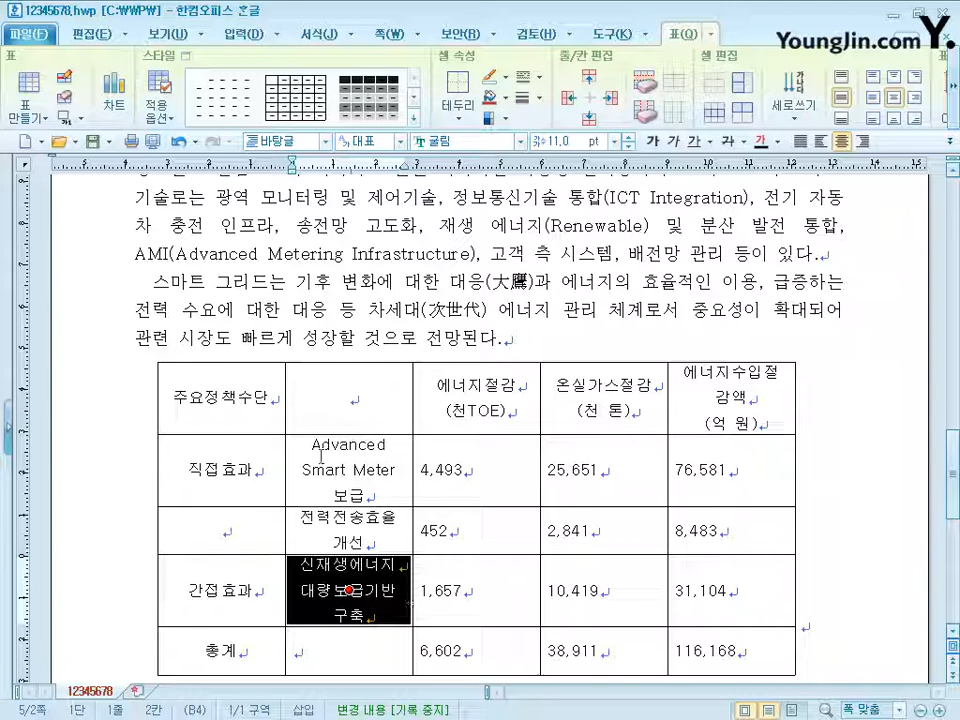 12345678.hwp [C:\WWPW] - 한컴오피스 한글
YoungJin.com Y.
파일(F) 편집(E) 보기(U) 입력(D) 서식(J) 쪽(W) 보안(R) 검토(H) 도구(K) 표(Q)
표 스타일 셀 속성 줄/칸 편집 셀 편집
표 만들기 차트 적용 옵션 테두리 세로쓰기
바탕글 대표 굴림 11.0 pt 가 가 가 가 가
기술로는 광역 모니터링 및 제어기술, 정보통신기술 통합(ICT Integration), 전기 자동
차 충전 인프라, 송전망 고도화, 재생 에너지(Renewable) 및 분산 발전 통합,
AMI(Advanced Metering Infrastructure), 고객 측 시스템, 배전망 관리 등이 있다.
스마트 그리드는 기후 변화에 대한 대응(大鷹)과 에너지의 효율적인 이용, 급증하는
전력 수요에 대한 대응 등 차세대(次世代) 에너지 관리 체계로서 중요성이 확대되어
관련 시장도 빠르게 성장할 것으로 전망된다.
주요정책수단 에너지절감 (천TOE) 온실가스절감 (천 톤) 에너지수입절감액 (억 원)
직접효과 Advanced Smart Meter 보급 4,493 25,651 76,581
전력전송효율 개선 452 2,841 8,483
간접효과 신재생에너지 대량보급기반 구축 1,657 10,419 31,104
총계 6,602 38,911 116,168
12345678
5/2쪽 1단 1줄 2칸 (B4) 1/1 구역 삽입 변경 내용 [기록 중지] 폭 맞춤